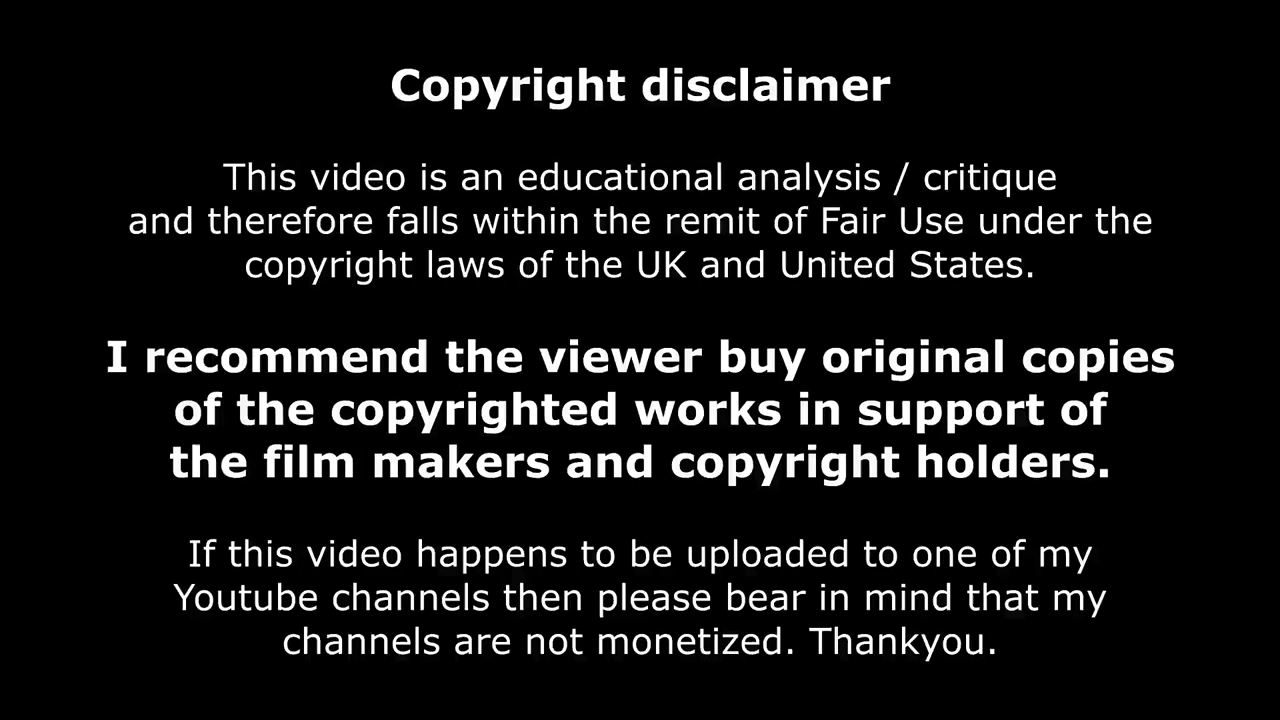 Copyright disclaimer
This video is an educational analysis / critique
and therefore falls within the remit of Fair Use under the
copyright laws of the UK and United States.
I recommend the viewer buy original copies
of the copyrighted works in support of
the film makers and copyright holders.
If this video happens to be uploaded to one of my
Youtube channels then please bear in mind that my
channels are not monetized. Thankyou.